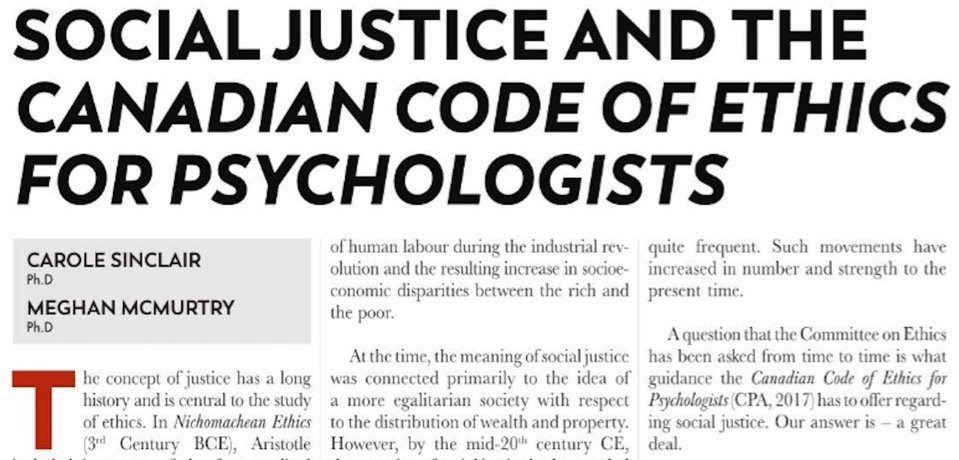 SOCIAL JUSTICE AND THE
CANADIAN CODE OF ETHICS
FOR PSYCHOLOGISTS
CAROLE SINCLAIR
Ph.D
MEGHAN MCMURTRY
Ph.D
The concept of justice has a long
history and is central to the study
of ethics. In Nichomachean Ethics
(3rd Century BCE), Aristotle
of human labour during the industrial rev-
olution and the resulting increase in socioe-
conomic disparities between the rich and
the poor.
At the time, the meaning of social justice
was connected primarily to the idea of
a more egalitarian society with respect
to the distribution of wealth and property.
However, by the mid-20th century CE,
quite frequent. Such movements have
increased in number and strength to the
present time.
A question that the Committee on Ethics
has been asked from time to time is what
guidance the Canadian Code of Ethics for
Psychologists (CPA, 2017) has to offer regard-
ing social justice. Our answer is – a great
deal.